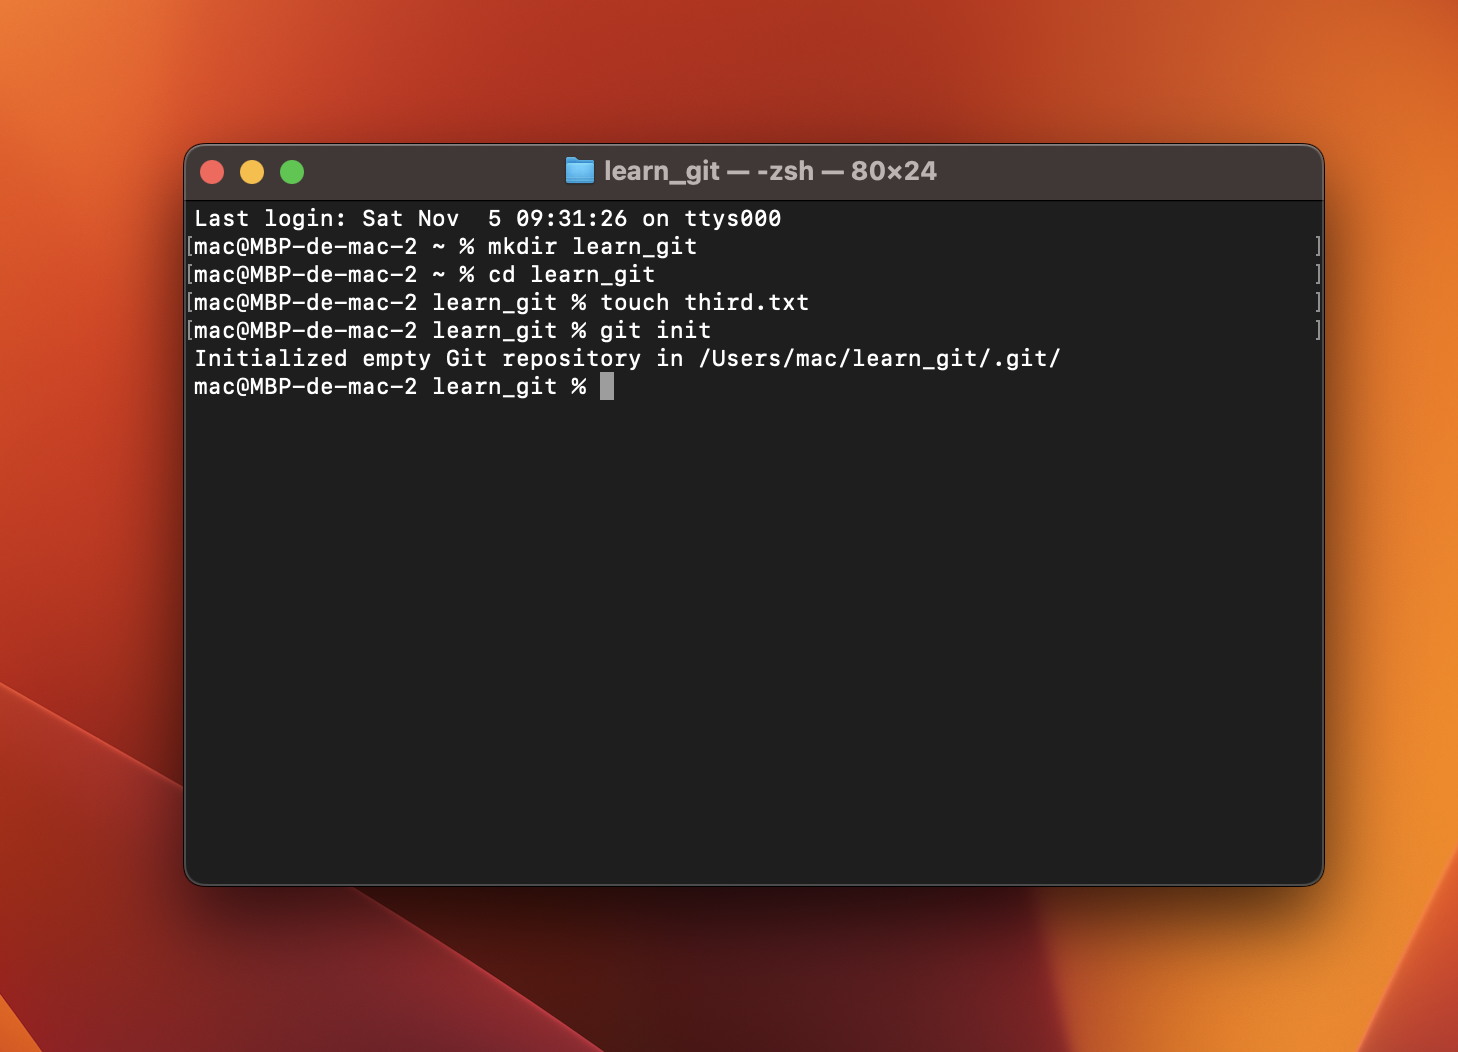 learn_git — -zsh — 80×24
Last login: Sat Nov  5 09:31:26 on ttys000
[mac@MBP-de-mac-2 ~ % mkdir learn_git ]
[mac@MBP-de-mac-2 ~ % cd learn_git ]
[mac@MBP-de-mac-2 learn_git % touch third.txt ]
[mac@MBP-de-mac-2 learn_git % git init ]
Initialized empty Git repository in /Users/mac/learn_git/.git/
mac@MBP-de-mac-2 learn_git %